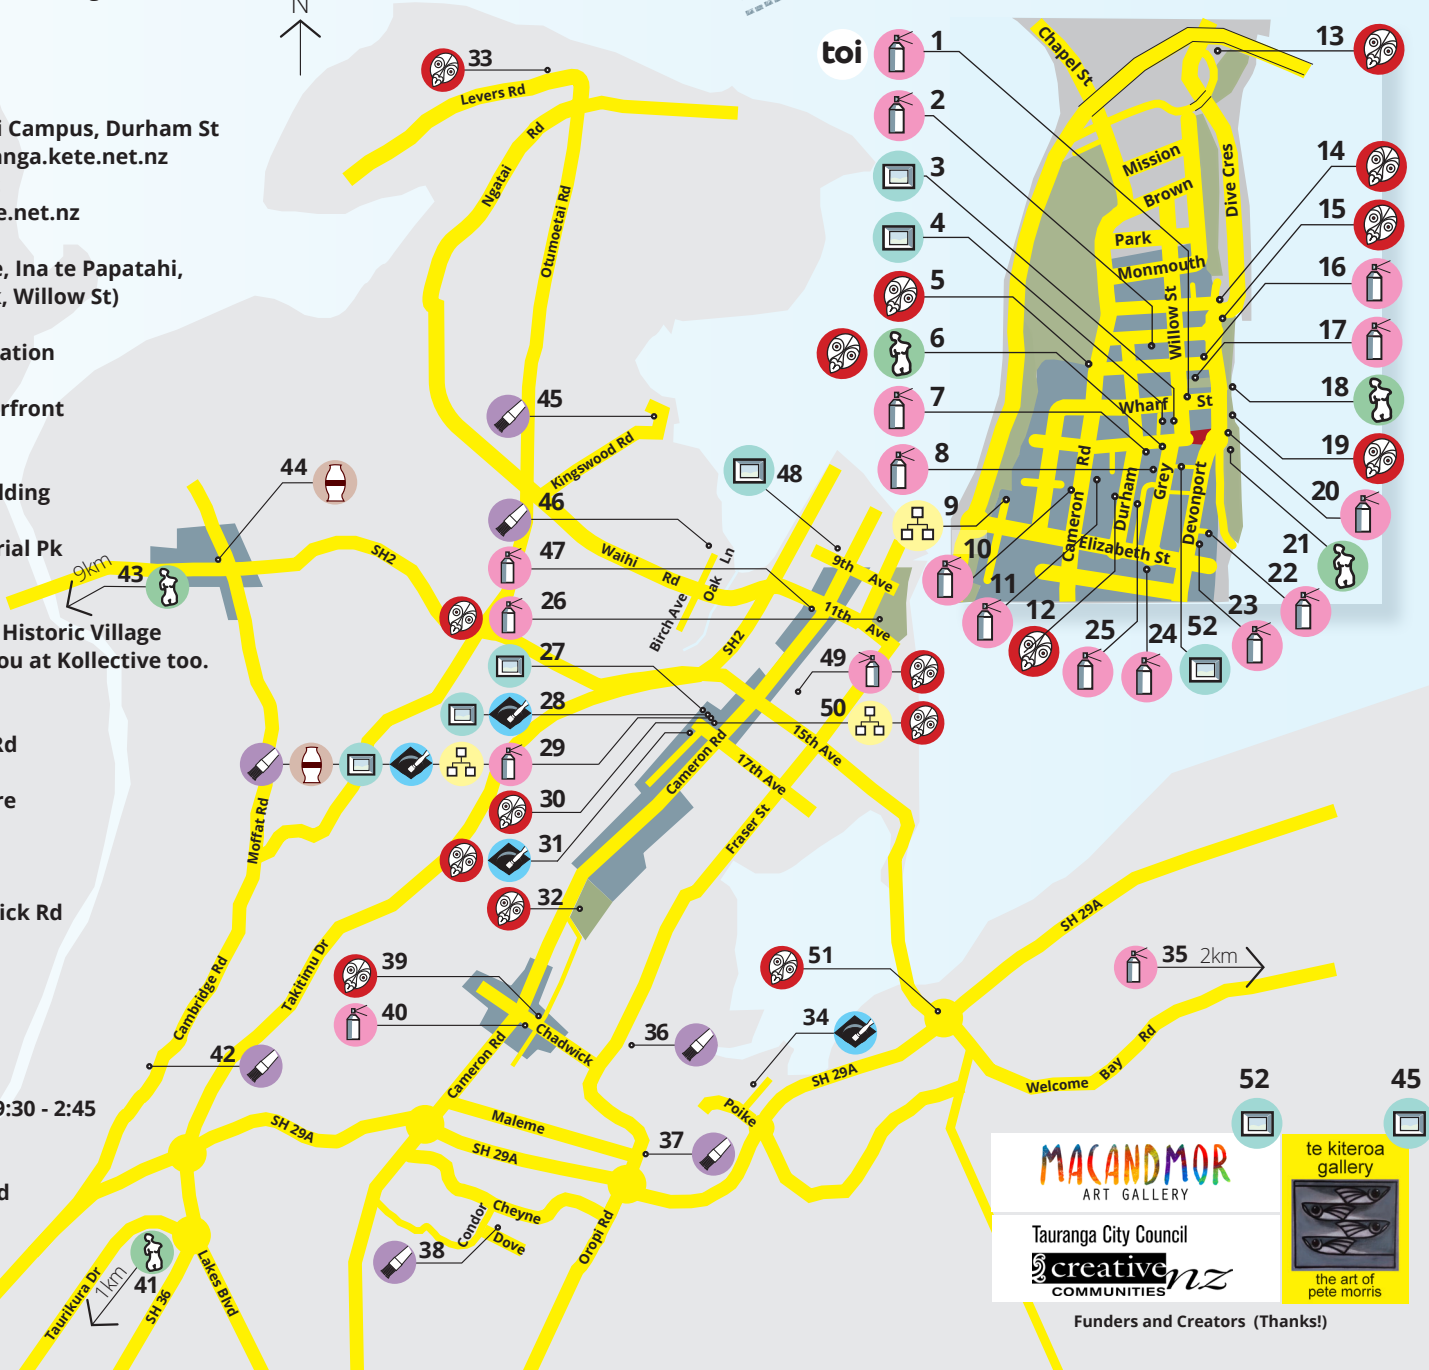 i Campus, Durham St
anga.kete.net.nz
e.net.nz
e, Ina te Papatahi,
, Willow St)
ation
rfront
lding
rial Pk
Historic Village
ou at Kollective too.
Rd
re
ick Rd
9:30 - 2:45
d
N
33
Levers Rd
Ngatai Rd
Otumoetai Rd
45
Kingswood Rd
44
46
SH2
9km
43
47
Waihi Rd
Oak Ln
Birch Ave
26
27
28
29
30
31
32
48
9th Ave
11th Ave
SH2
49
50
15th Ave
17th Ave
Cameron Rd
Fraser St
Moffat Rd
Cambridge Rd
Takitimu Dr
39
40
Chadwick
Cameron Rd
42
36
51
34
35 2km
SH 29A
SH 29A
Welcome Bay Rd
Poike
37
Maleme
SH 29A
SH 29A
Cheyne
Condor
Dove
38
Oropi Rd
41
1km
Taurikura Dr
SH 36
Lakes Blvd
toi
1
2
3
4
5
6
7
8
9
10
11
12
25
24
52
23
22
21
20
19
18
17
16
15
14
13
Chapel St
Mission
Brown
Park
Monmouth
Dive Cres
Willow St
Wharf St
Cameron Rd
Durham
Grey
Devonport
Elizabeth St
52
45
MACANDMOR
ART GALLERY
te kiteroa
gallery
Tauranga City Council
creative nz
COMMUNITIES
the art of
pete morris
Funders and Creators (Thanks!)